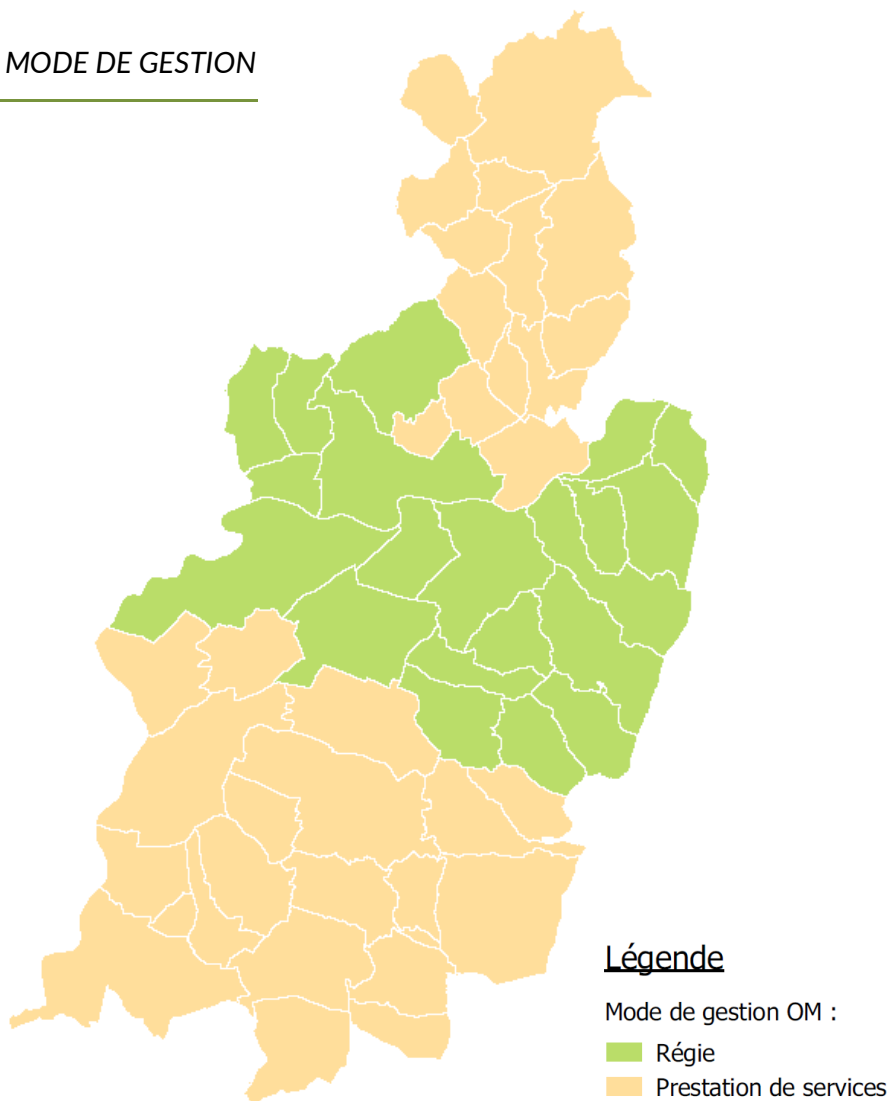 MODE DE GESTION
Légende
Mode de gestion OM :
Régie
Prestation de services